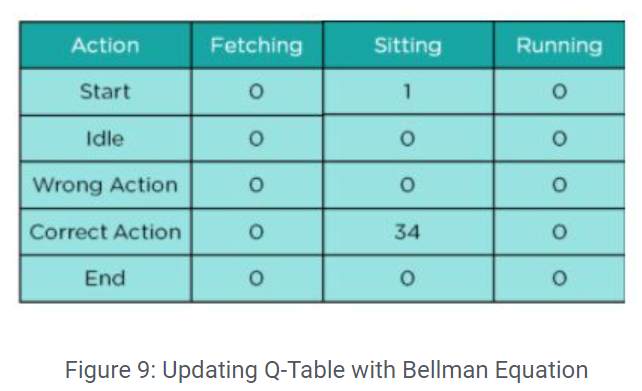 Action Fetching Sitting Running
Start 0 1 0
Idle 0 0 0
Wrong Action 0 0 0
Correct Action 0 34 0
End 0 0 0
Figure 9: Updating Q-Table with Bellman Equation